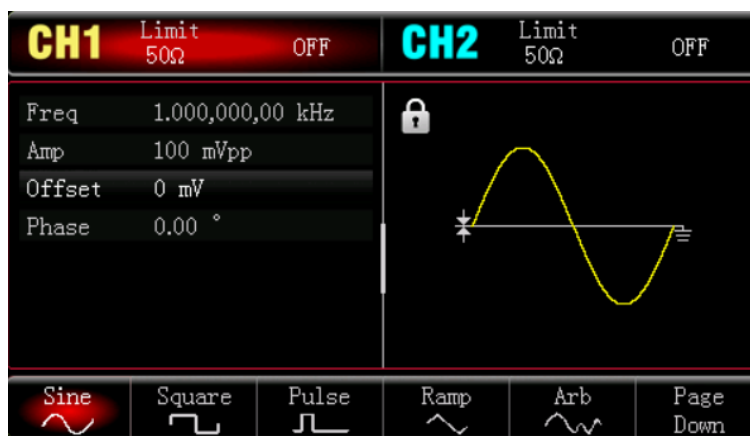 CH1 Limit 50Ω OFF
CH2 Limit 50Ω OFF
Freq 1.000,000,00 kHz
Amp 100 mVpp
Offset 0 mV
Phase 0.00 °
Sine Square Pulse Ramp Arb Page Down